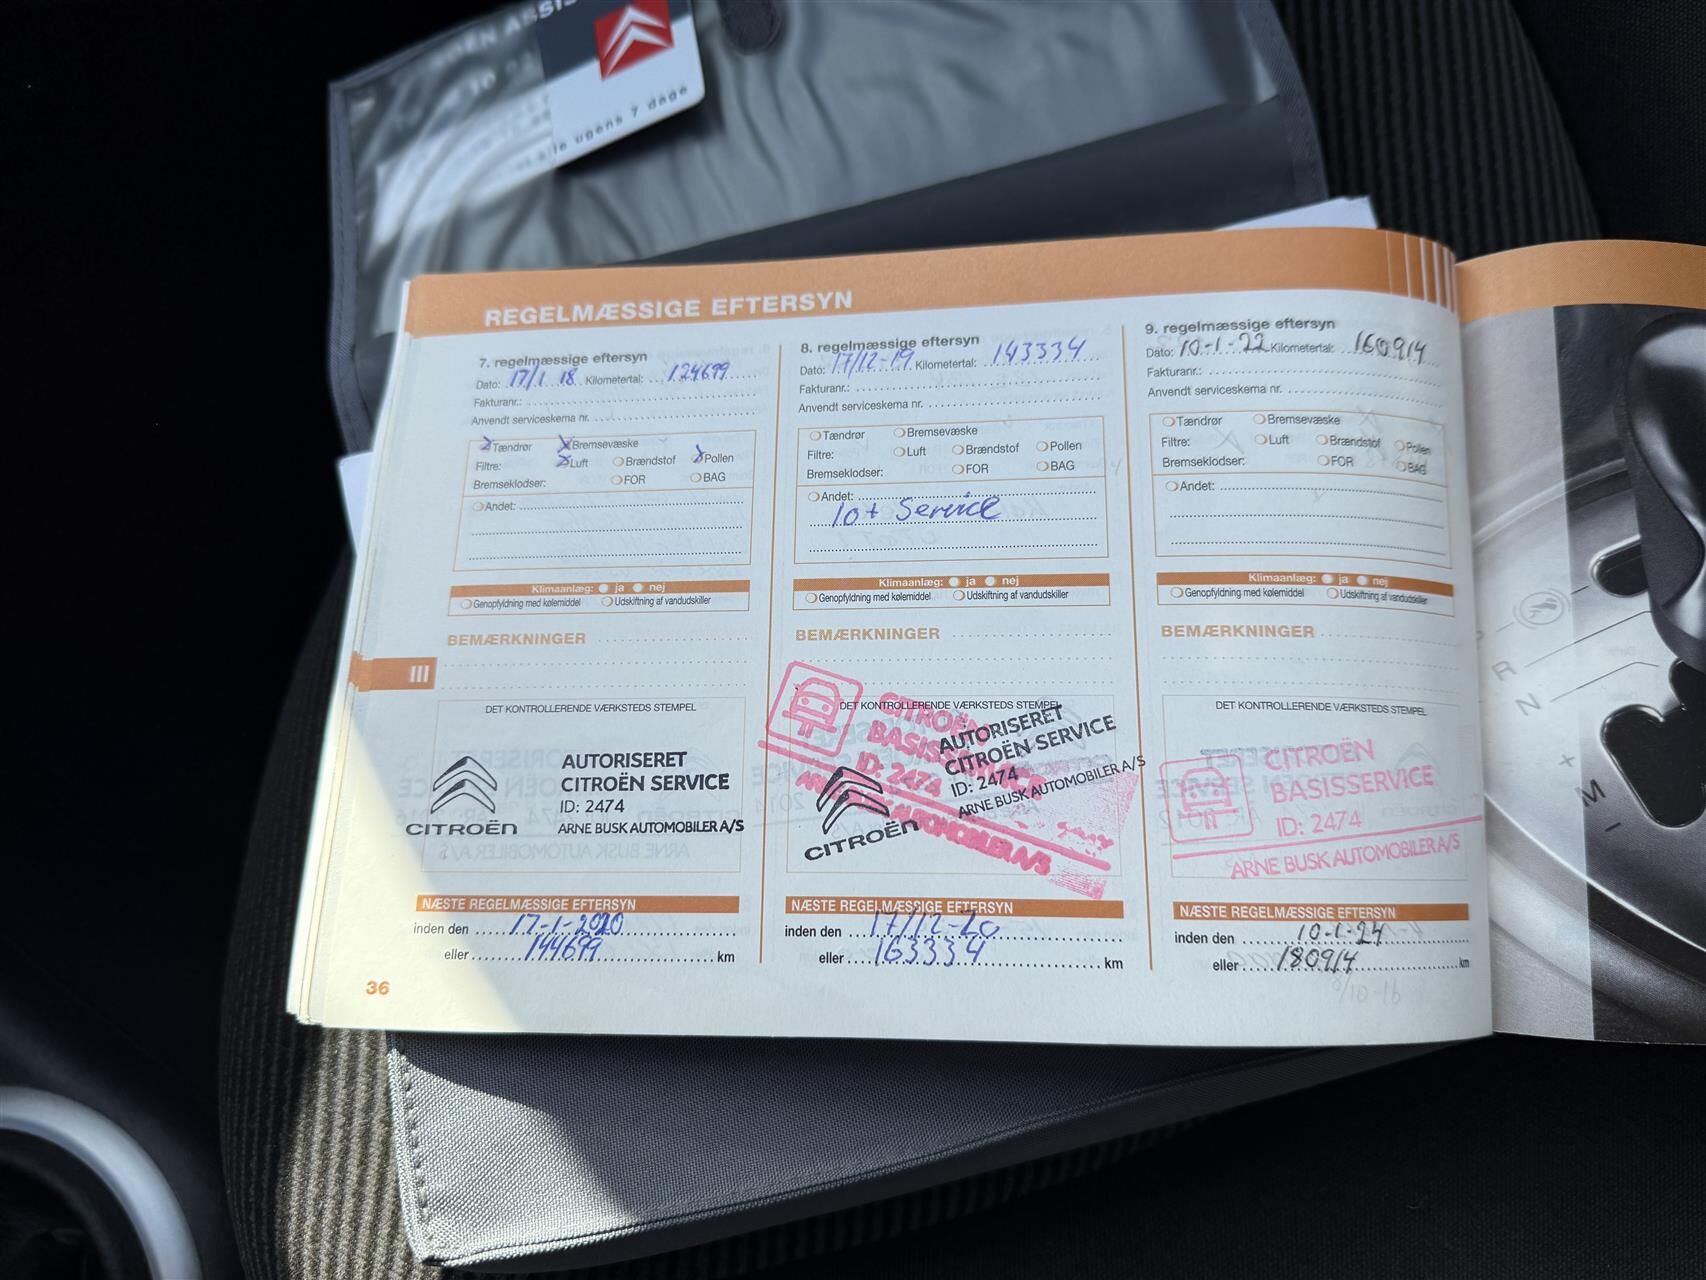 alle ugens 7 dage
REGELMÆSSIGE EFTERSYN
7. regelmæssige eftersyn
Dato: 17/1 18 Kilometertal: 124699
Fakturanr.:
Anvendt serviceskema nr.
Tændrør Bremsevæske
Filtre: Luft Brændstof Pollen
Bremseklodser: FOR BAG
Andet:
Klimaanlæg: ja nej
Genopfyldning med kølemiddel Udskiftning af vandudskiller
BEMÆRKNINGER
DET KONTROLLERENDE VÆRKSTEDS STEMPEL
AUTORISERET
CITROËN SERVICE
ID: 2474
CITROËN ARNE BUSK AUTOMOBILER A/S
NÆSTE REGELMÆSSIGE EFTERSYN
inden den 17-1-2020
eller 144699 km
8. regelmæssige eftersyn
Dato: 17/12-19 Kilometertal: 143334
Fakturanr.:
Anvendt serviceskema nr.
Tændrør Bremsevæske
Filtre: Luft Brændstof Pollen
Bremseklodser: FOR BAG
Andet:
10+ Service
Klimaanlæg: ja nej
Genopfyldning med kølemiddel Udskiftning af vandudskiller
BEMÆRKNINGER
DET KONTROLLERENDE VÆRKSTEDS STEMPEL
CITROËN
ID: 2474
AUTORISERET
CITROËN SERVICE
ID: 2474
ARNE BUSK AUTOMOBILER A/S
CITROËN
NÆSTE REGELMÆSSIGE EFTERSYN
inden den 17/12-20
eller 163334 km
9. regelmæssige eftersyn
Dato: 10-1-22 Kilometertal: 160914
Fakturanr.:
Anvendt serviceskema nr.
Tændrør Bremsevæske
Filtre: Luft Brændstof Pollen
Bremseklodser: FOR BAG
Andet:
Klimaanlæg: ja nej
Genopfyldning med kølemiddel Udskiftning af vandudskiller
BEMÆRKNINGER
DET KONTROLLERENDE VÆRKSTEDS STEMPEL
CITROËN
BASISSERVICE
ID: 2474
ARNE BUSK AUTOMOBILER A/S
NÆSTE REGELMÆSSIGE EFTERSYN
inden den 10-1-24
eller 180914 km
III
36
R
N
+
M
-